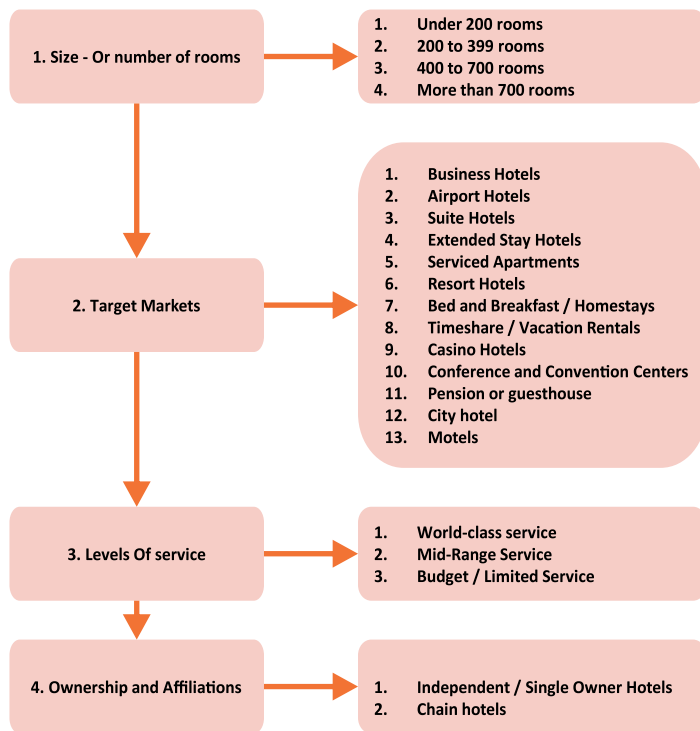 1. Size - Or number of rooms
1. Under 200 rooms
2. 200 to 399 rooms
3. 400 to 700 rooms
4. More than 700 rooms
2. Target Markets
1. Business Hotels
2. Airport Hotels
3. Suite Hotels
4. Extended Stay Hotels
5. Serviced Apartments
6. Resort Hotels
7. Bed and Breakfast / Homestays
8. Timeshare / Vacation Rentals
9. Casino Hotels
10. Conference and Convention Centers
11. Pension or guesthouse
12. City hotel
13. Motels
3. Levels Of service
1. World-class service
2. Mid-Range Service
3. Budget / Limited Service
4. Ownership and Affiliations
1. Independent / Single Owner Hotels
2. Chain hotels